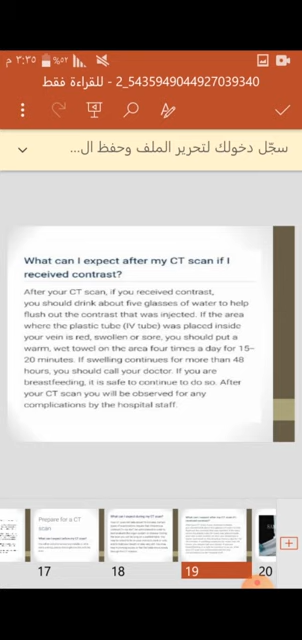 ٣:٣٥ م
٥٢%
2_5435949044927039340 - للقراءة فقط
سجّل دخولك لتحرير الملف وحفظ ال...
What can I expect after my CT scan if I
received contrast?
After your CT scan, if you received contrast,
you should drink about five glasses of water to help
flush out the contrast that was injected. If the area
where the plastic tube (IV tube) was placed inside
your vein is red, swollen or sore, you should put a
warm, wet towel on the area four times a day for 15–
20 minutes. If swelling continues for more than 48
hours, you should call your doctor. If you are
breastfeeding, it is safe to continue to do so. After
your CT scan you will be observed for any
complications by the hospital staff.
Prepare for a CT
scan
17
18
19
20